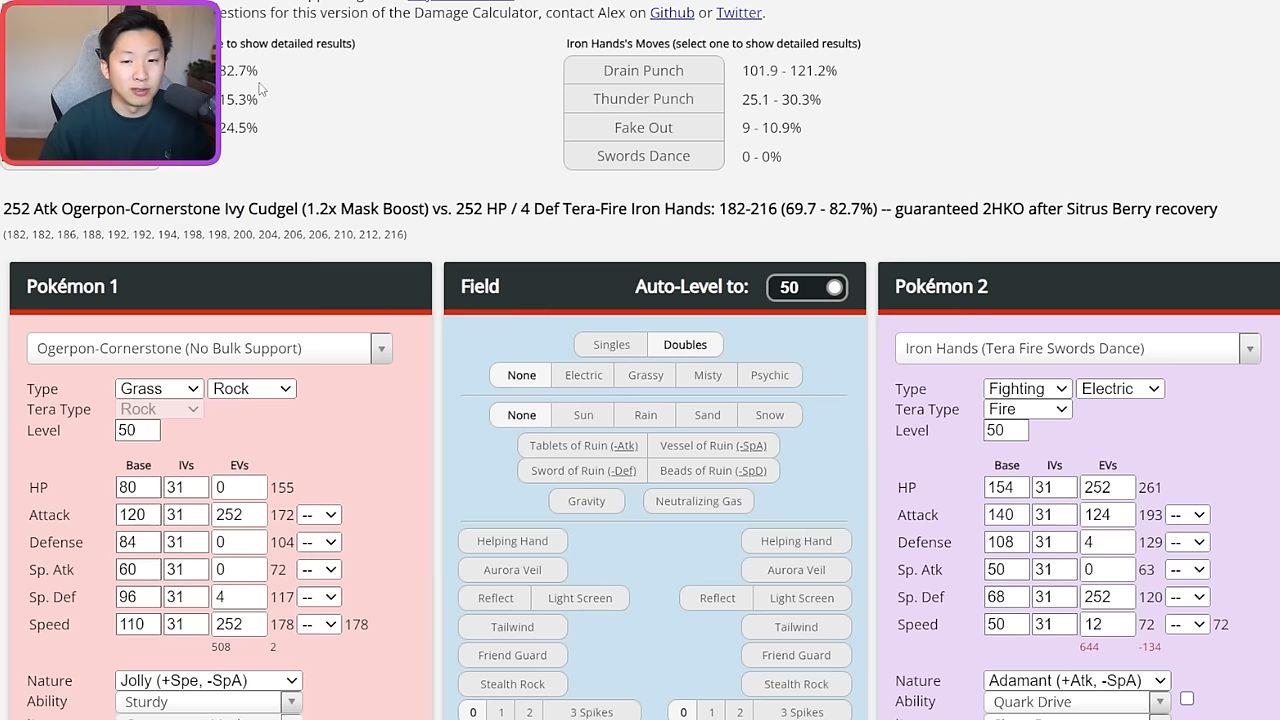 estions for this version of the Damage Calculator, contact Alex on Github or Twitter.
e to show detailed results)
Iron Hands's Moves (select one to show detailed results)
82.7%
Drain Punch 101.9 - 121.2%
15.3%
Thunder Punch 25.1 - 30.3%
24.5%
Fake Out 9 - 10.9%
Swords Dance 0 - 0%
252 Atk Ogerpon-Cornerstone Ivy Cudgel (1.2x Mask Boost) vs. 252 HP / 4 Def Tera-Fire Iron Hands: 182-216 (69.7 - 82.7%) -- guaranteed 2HKO after Sitrus Berry recovery
(182, 182, 186, 188, 192, 192, 194, 198, 198, 200, 204, 206, 206, 210, 212, 216)
Pokémon 1
Ogerpon-Cornerstone (No Bulk Support)
Type Grass Rock
Tera Type Rock
Level 50
Base IVs EVs
HP 80 31 0 155
Attack 120 31 252 172 --
Defense 84 31 0 104 --
Sp. Atk 60 31 0 72 --
Sp. Def 96 31 4 117 --
Speed 110 31 252 178 -- 178
508 2
Nature Jolly (+Spe, -SpA)
Ability Sturdy
Field Auto-Level to: 50
Singles Doubles
None Electric Grassy Misty Psychic
None Sun Rain Sand Snow
Tablets of Ruin (-Atk) Vessel of Ruin (-SpA)
Sword of Ruin (-Def) Beads of Ruin (-SpD)
Gravity Neutralizing Gas
Helping Hand Helping Hand
Aurora Veil Aurora Veil
Reflect Light Screen Reflect Light Screen
Tailwind Tailwind
Friend Guard Friend Guard
Stealth Rock Stealth Rock
0 1 2 3 Spikes 0 1 2 3 Spikes
Pokémon 2
Iron Hands (Tera Fire Swords Dance)
Type Fighting Electric
Tera Type Fire
Level 50
Base IVs EVs
HP 154 31 252 261
Attack 140 31 124 193 --
Defense 108 31 4 129 --
Sp. Atk 50 31 0 63 --
Sp. Def 68 31 252 120 --
Speed 50 31 12 72 -- 72
644 -134
Nature Adamant (+Atk, -SpA)
Ability Quark Drive